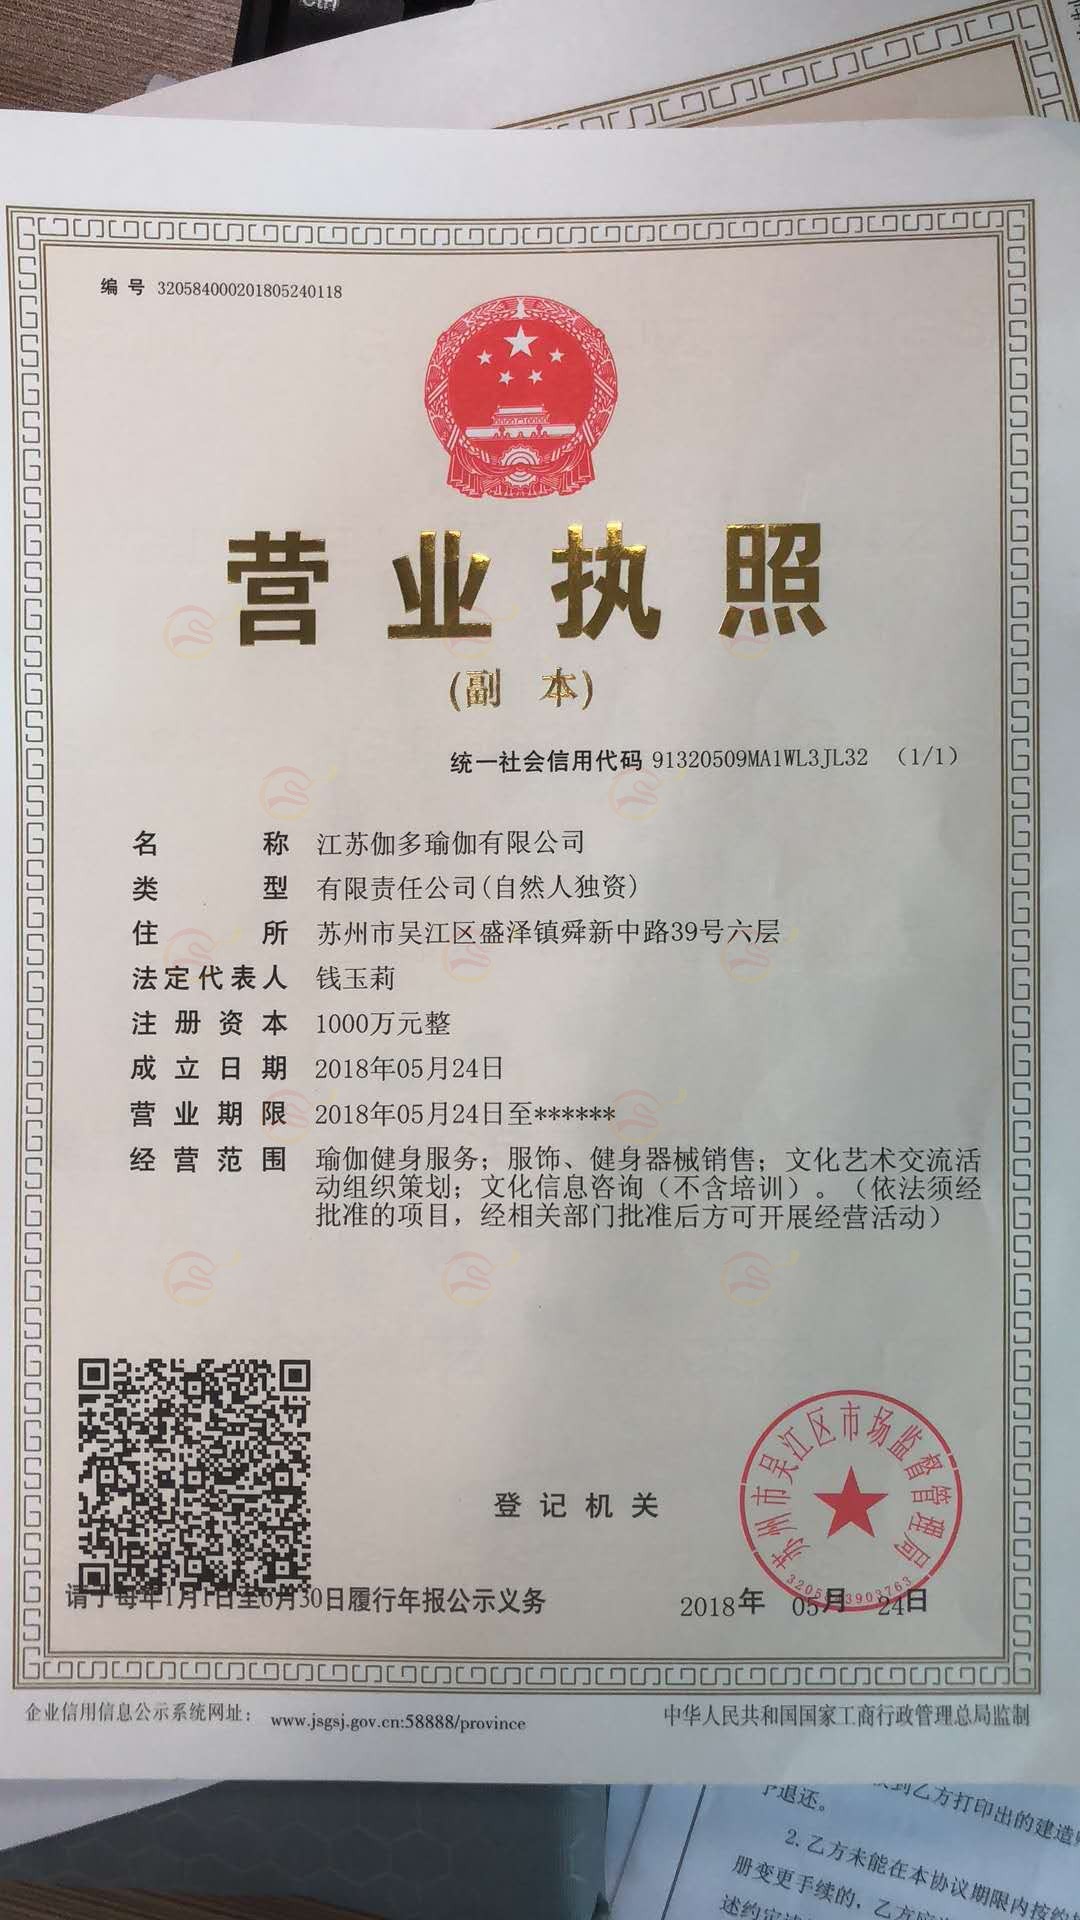 Ctrl
编号 320584000201805240118
营业执照
(副 本)
统一社会信用代码 91320509MA1WL3JL32 （1/1）
名称 江苏伽多瑜伽有限公司
类型 有限责任公司(自然人独资)
住所 苏州市吴江区盛泽镇舜新中路39号六层
法定代表人 钱玉莉
注册资本 1000万元整
成立日期 2018年05月24日
营业期限 2018年05月24日至******
经营范围 瑜伽健身服务；服饰、健身器械销售；文化艺术交流活
动组织策划；文化信息咨询（不含培训）。（依法须经
批准的项目，经相关部门批准后方可开展经营活动）
苏州市吴江区市场监督管理局
登记机关
请于每年1月1日至6月30日履行年报公示义务
2018年 05月 24日
企业信用信息公示系统网址： www.jsgsj.gov.cn:58888/province
中华人民共和国国家工商行政管理总局监制
到乙方打印出的建造
予退还。
2.乙方未能在本协议期限内按约
册变更手续的，乙方应
述约定